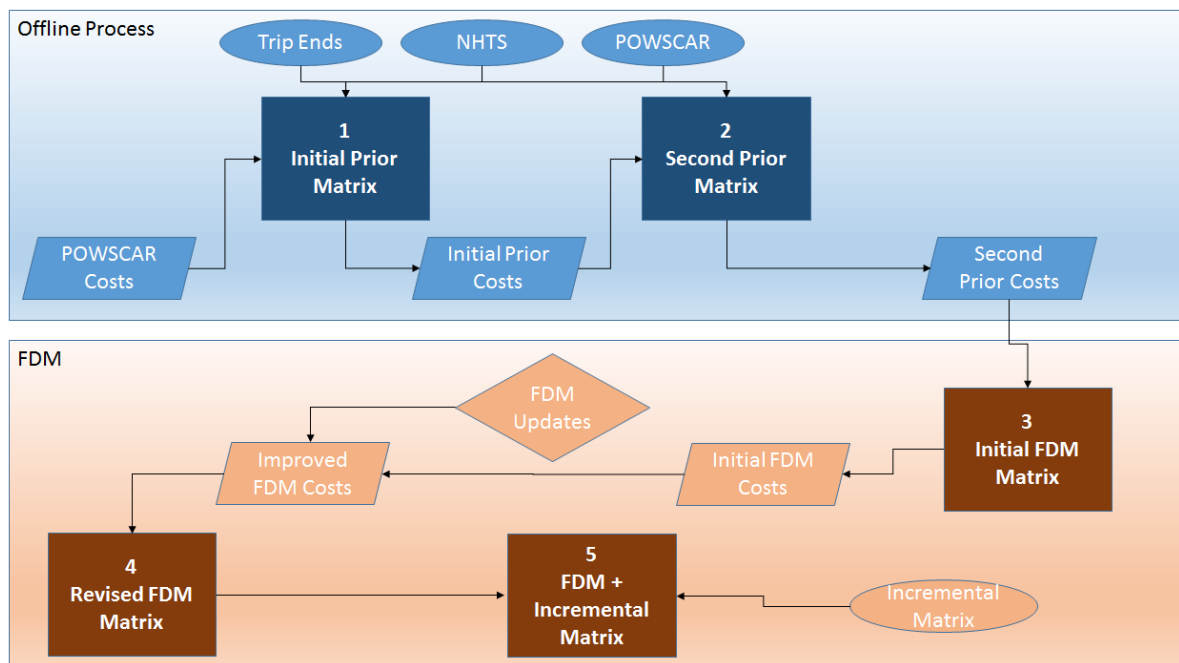 Offline Process
Trip Ends
NHTS
POWSCAR
1
Initial Prior
Matrix
2
Second Prior
Matrix
POWSCAR
Costs
Initial Prior
Costs
Second
Prior Costs
FDM
FDM
Updates
3
Initial FDM
Matrix
Improved
FDM Costs
Initial FDM
Costs
4
Revised FDM
Matrix
5
FDM +
Incremental
Matrix
Incremental
Matrix